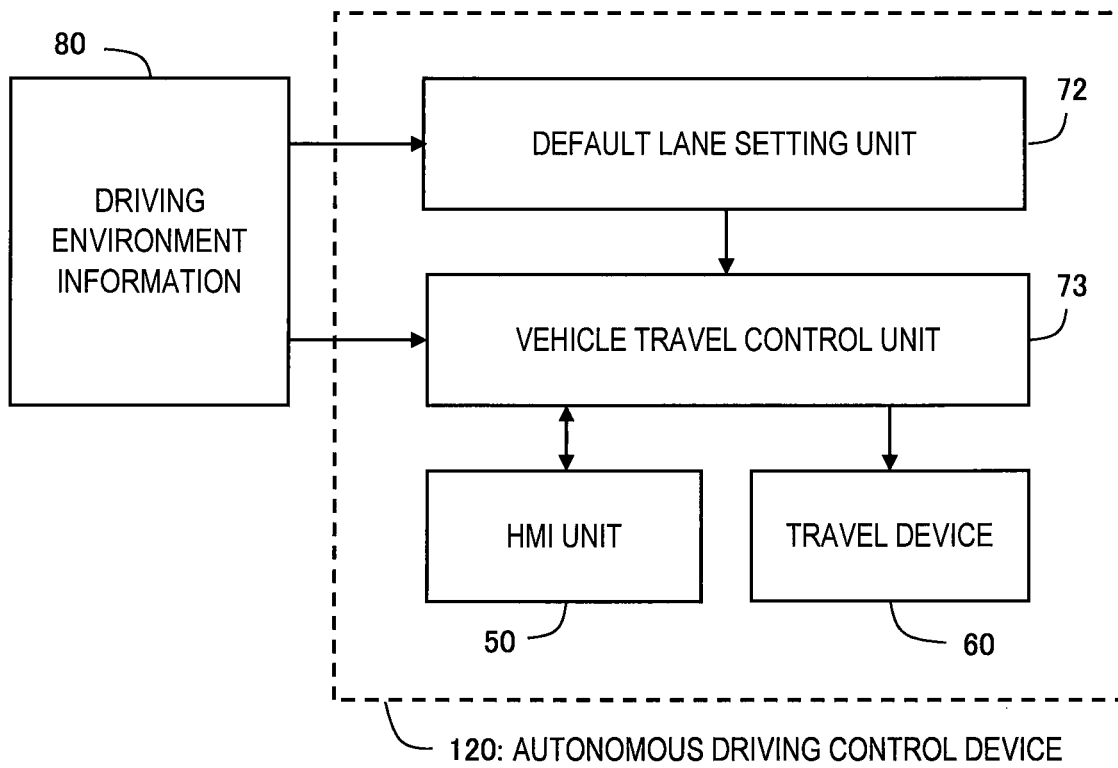 80
DRIVING
ENVIRONMENT
INFORMATION
72
DEFAULT LANE SETTING UNIT
73
VEHICLE TRAVEL CONTROL UNIT
HMI UNIT
TRAVEL DEVICE
50
60
120: AUTONOMOUS DRIVING CONTROL DEVICE